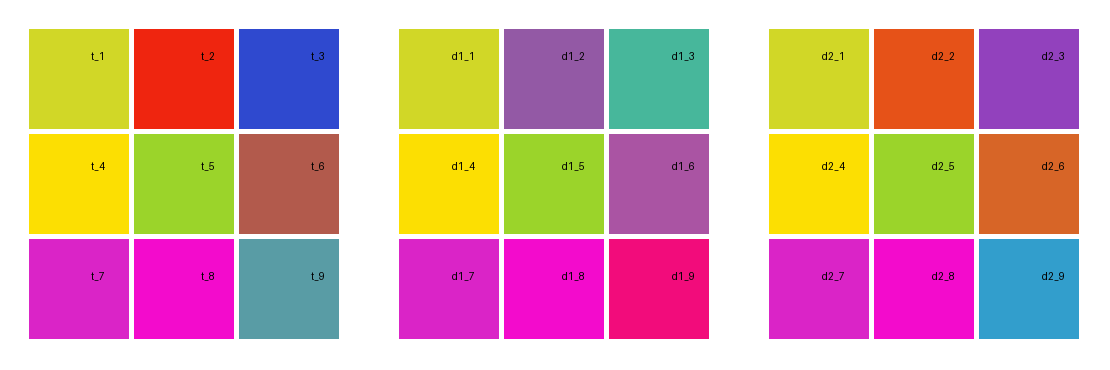 t_1 t_2 t_3 d1_1 d1_2 d1_3 d2_1 d2_2 d2_3
t_4 t_5 t_6 d1_4 d1_5 d1_6 d2_4 d2_5 d2_6
t_7 t_8 t_9 d1_7 d1_8 d1_9 d2_7 d2_8 d2_9